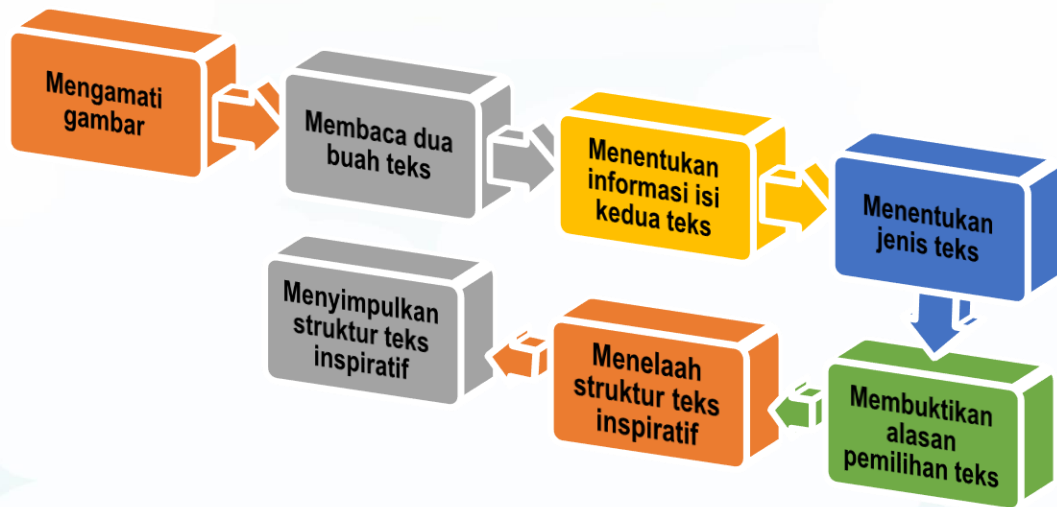 Mengamati
gambar
Membaca dua
buah teks
Menentukan
informasi isi
kedua teks
Menentukan
jenis teks
Membuktikan
alasan
pemilihan teks
Menelaah
struktur teks
inspiratif
Menyimpulkan
struktur teks
inspiratif